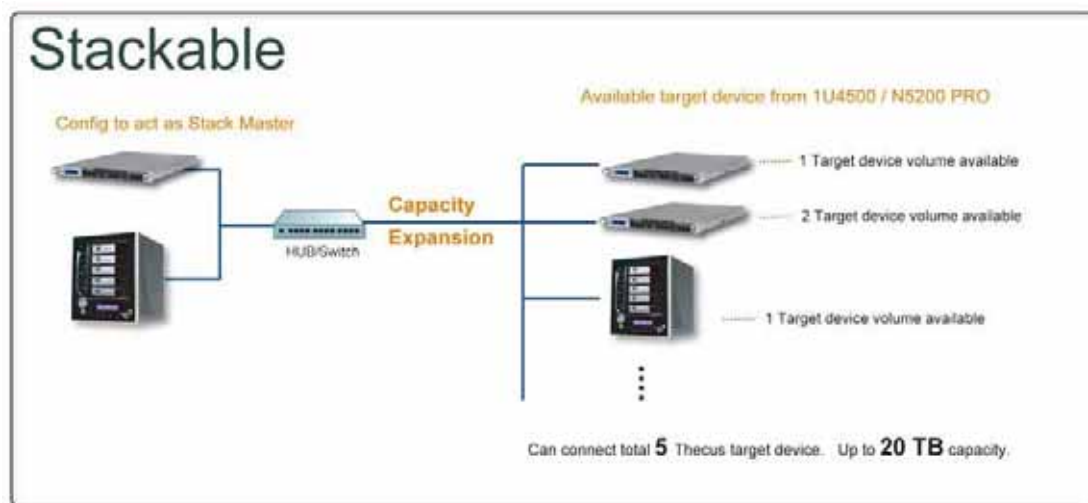 Stackable
Config to act as Stack Master
Available target device from 1U4500 / N5200 PRO
1 Target device volume available
Capacity
Expansion
2 Target device volume available
HUB/Switch
1 Target device volume available
Can connect total 5 Thecus target device. Up to 20 TB capacity.